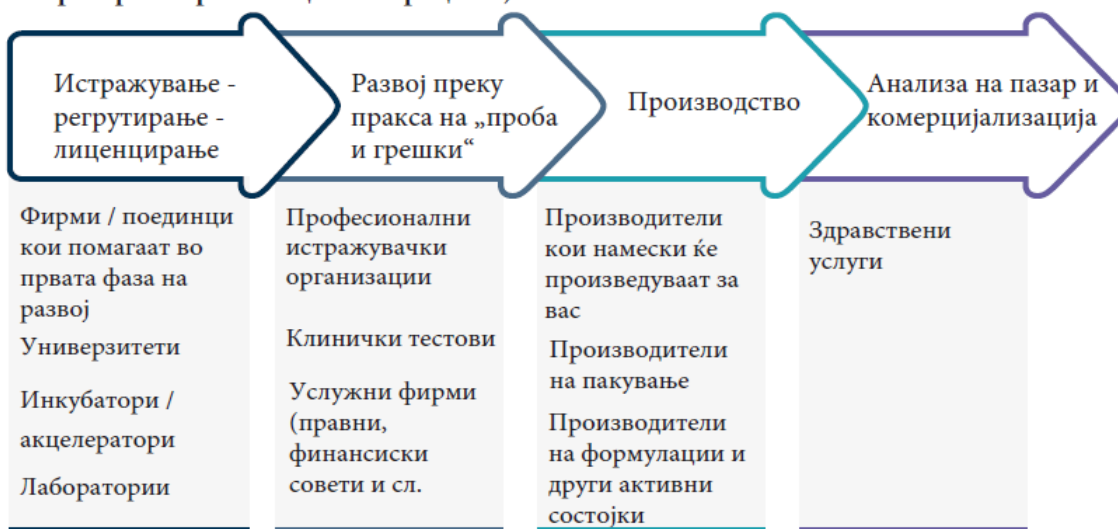 Истражување -
регрутирање -
лиценцирање
Развој преку
пракса на „проба
и грешки“
Производство
Анализа на пазар и
комерцијализација
Фирми / поединци
кои помагаат во
првата фаза на
развој
Универзитети
Инкубатори /
акцелератори
Лаборатории
Професионални
истражувачки
организации
Клинички тестови
Услужни фирми
(правни,
финансиски
совети и сл.
Производители
кои намески ќе
произведуваат за
вас
Производители
на пакување
Производители
на формулации и
други активни
состојки
Здравствени
услуги